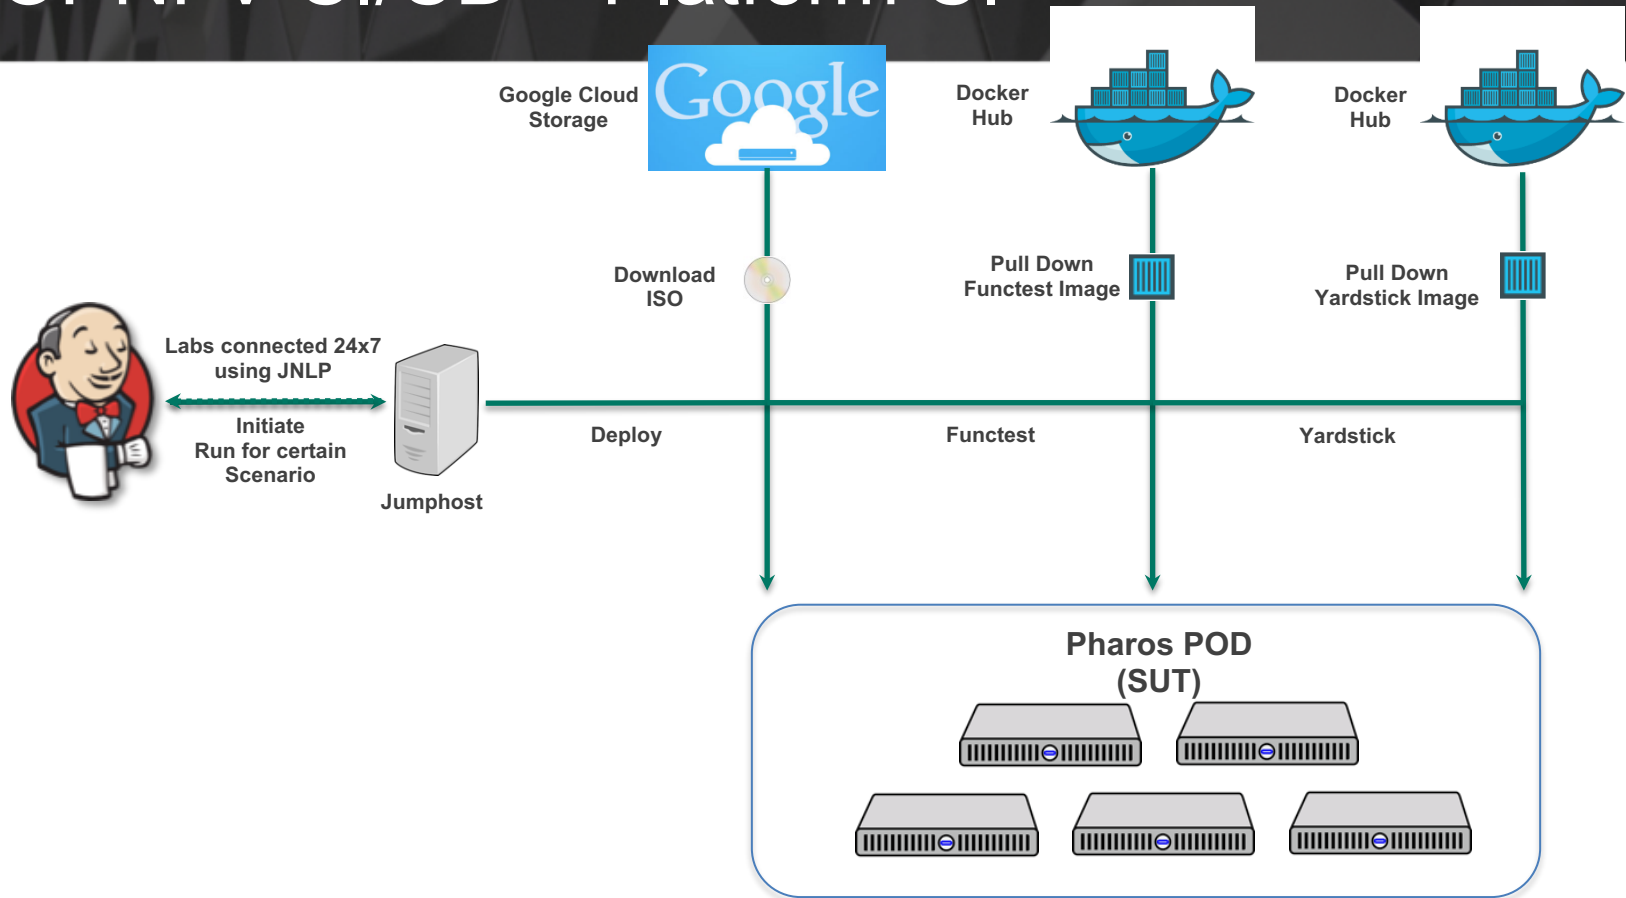 Google Cloud
Storage
Google
Docker
Hub
Docker
Hub
Download
ISO
Pull Down
Functest Image
Pull Down
Yardstick Image
Labs connected 24x7
using JNLP
Initiate
Run for certain
Scenario
Jumphost
Deploy
Functest
Yardstick
Pharos POD
(SUT)